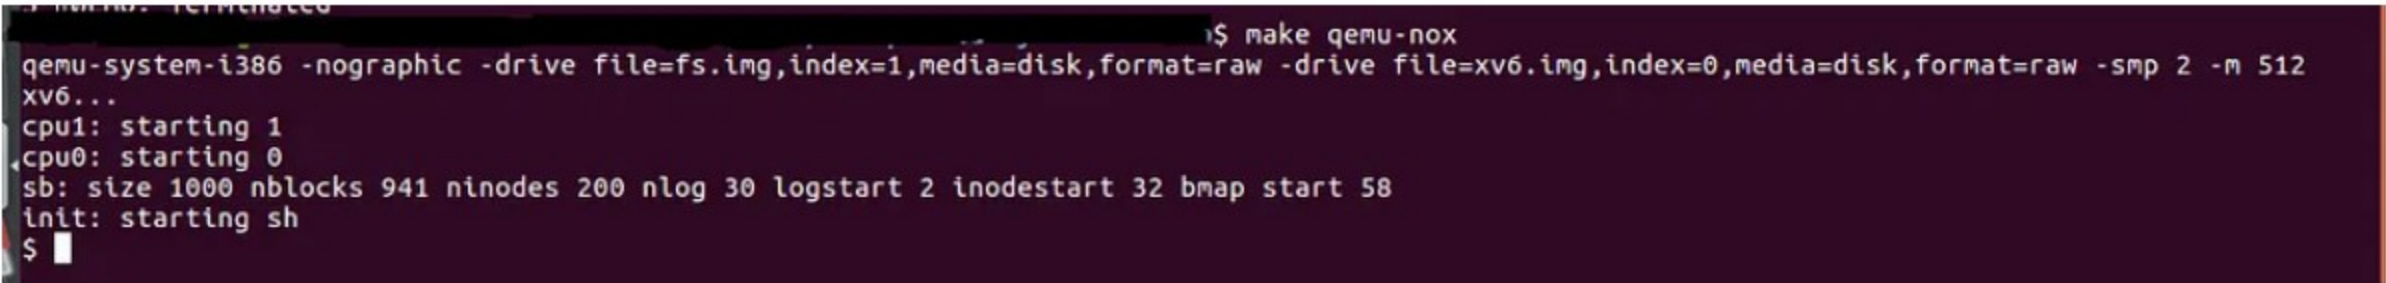 $ make qemu-nox
qemu-system-i386 -nographic -drive file=fs.img,index=1,media=disk,format=raw -drive file=xv6.img,index=0,media=disk,format=raw -smp 2 -m 512
xv6...
cpu1: starting 1
cpu0: starting 0
sb: size 1000 nblocks 941 ninodes 200 nlog 30 logstart 2 inodestart 32 bmap start 58
init: starting sh
$